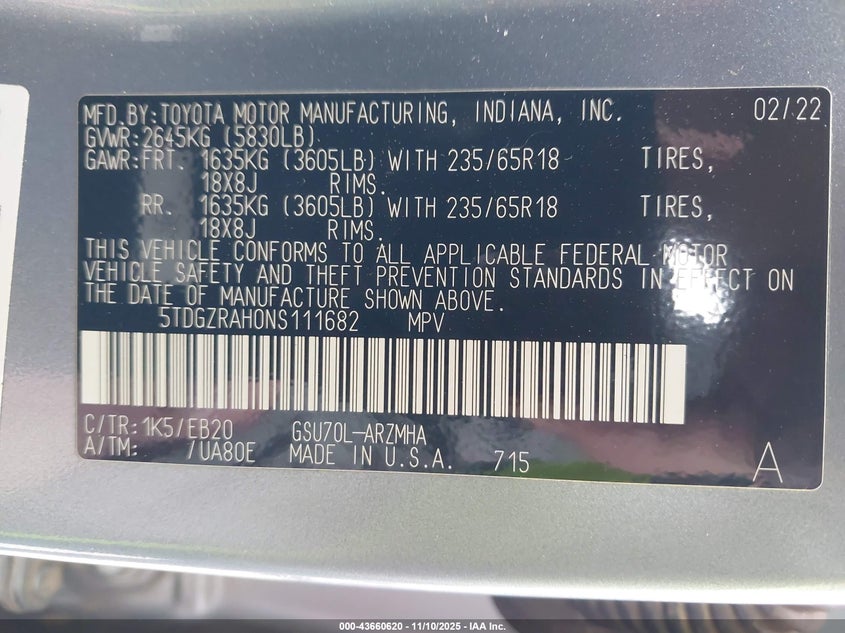 MFD.BY:TOYOTA MOTOR MANUFACTURING, INDIANA, INC. 02/22
GVWR:2645KG (5830LB)
GAWR:FRT. 1635KG (3605LB) WITH 235/65R18 TIRES,
18X8J RIMS.
RR. 1635KG (3605LB) WITH 235/65R18 TIRES,
18X8J RIMS.
THIS VEHICLE CONFORMS TO ALL APPLICABLE FEDERAL MOTOR
VEHICLE SAFETY AND THEFT PREVENTION STANDARDS IN EFFECT ON
THE DATE OF MANUFACTURE SHOWN ABOVE.
5TDGZRAH0NS111682 MPV
C/TR:1K5/EB20 GSU70L-ARZMHA
A/TM: /UA80E MADE IN U.S.A. 715 A
000-43660620 - 11/10/2025 - IAA Inc.